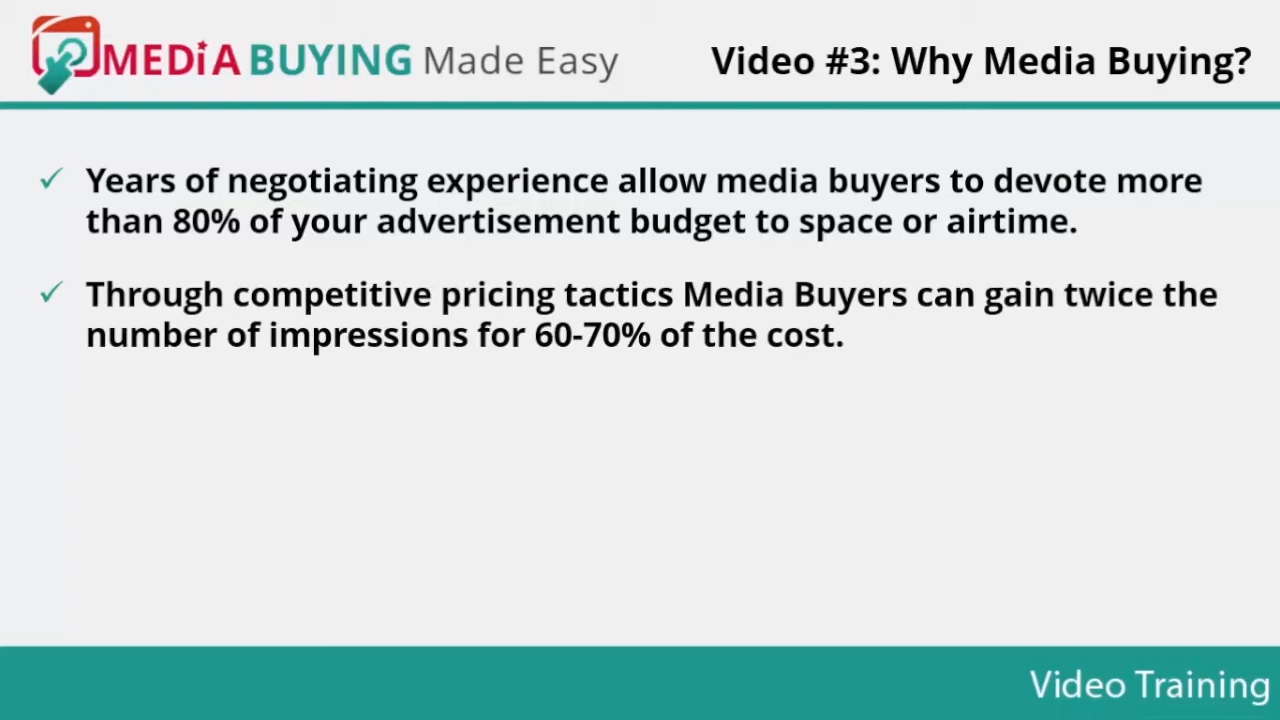 MEDiA BUYING Made Easy
Video #3: Why Media Buying?
✓ Years of negotiating experience allow media buyers to devote more
than 80% of your advertisement budget to space or airtime.
✓ Through competitive pricing tactics Media Buyers can gain twice the
number of impressions for 60-70% of the cost.
Video Training